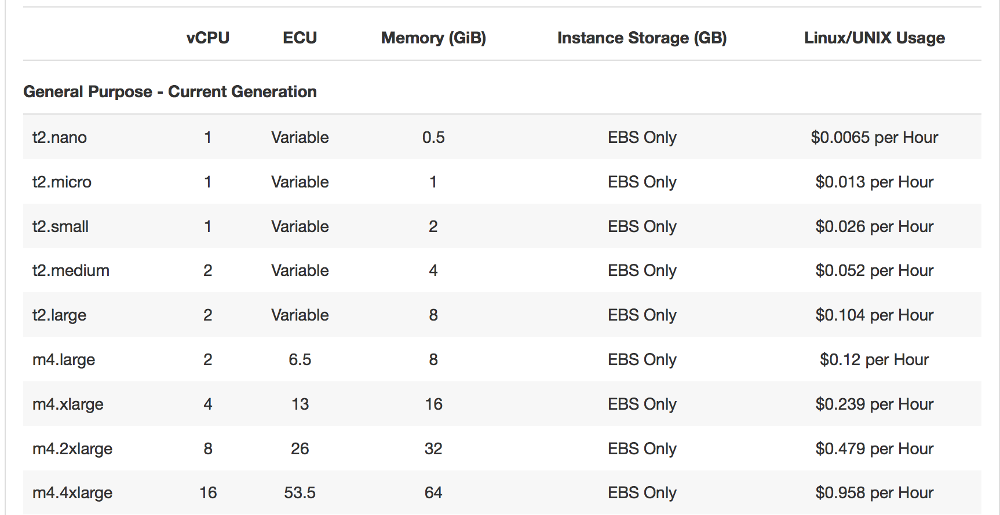 vCPU ECU Memory (GiB) Instance Storage (GB) Linux/UNIX Usage
General Purpose - Current Generation
t2.nano 1 Variable 0.5 EBS Only $0.0065 per Hour
t2.micro 1 Variable 1 EBS Only $0.013 per Hour
t2.small 1 Variable 2 EBS Only $0.026 per Hour
t2.medium 2 Variable 4 EBS Only $0.052 per Hour
t2.large 2 Variable 8 EBS Only $0.104 per Hour
m4.large 2 6.5 8 EBS Only $0.12 per Hour
m4.xlarge 4 13 16 EBS Only $0.239 per Hour
m4.2xlarge 8 26 32 EBS Only $0.479 per Hour
m4.4xlarge 16 53.5 64 EBS Only $0.958 per Hour